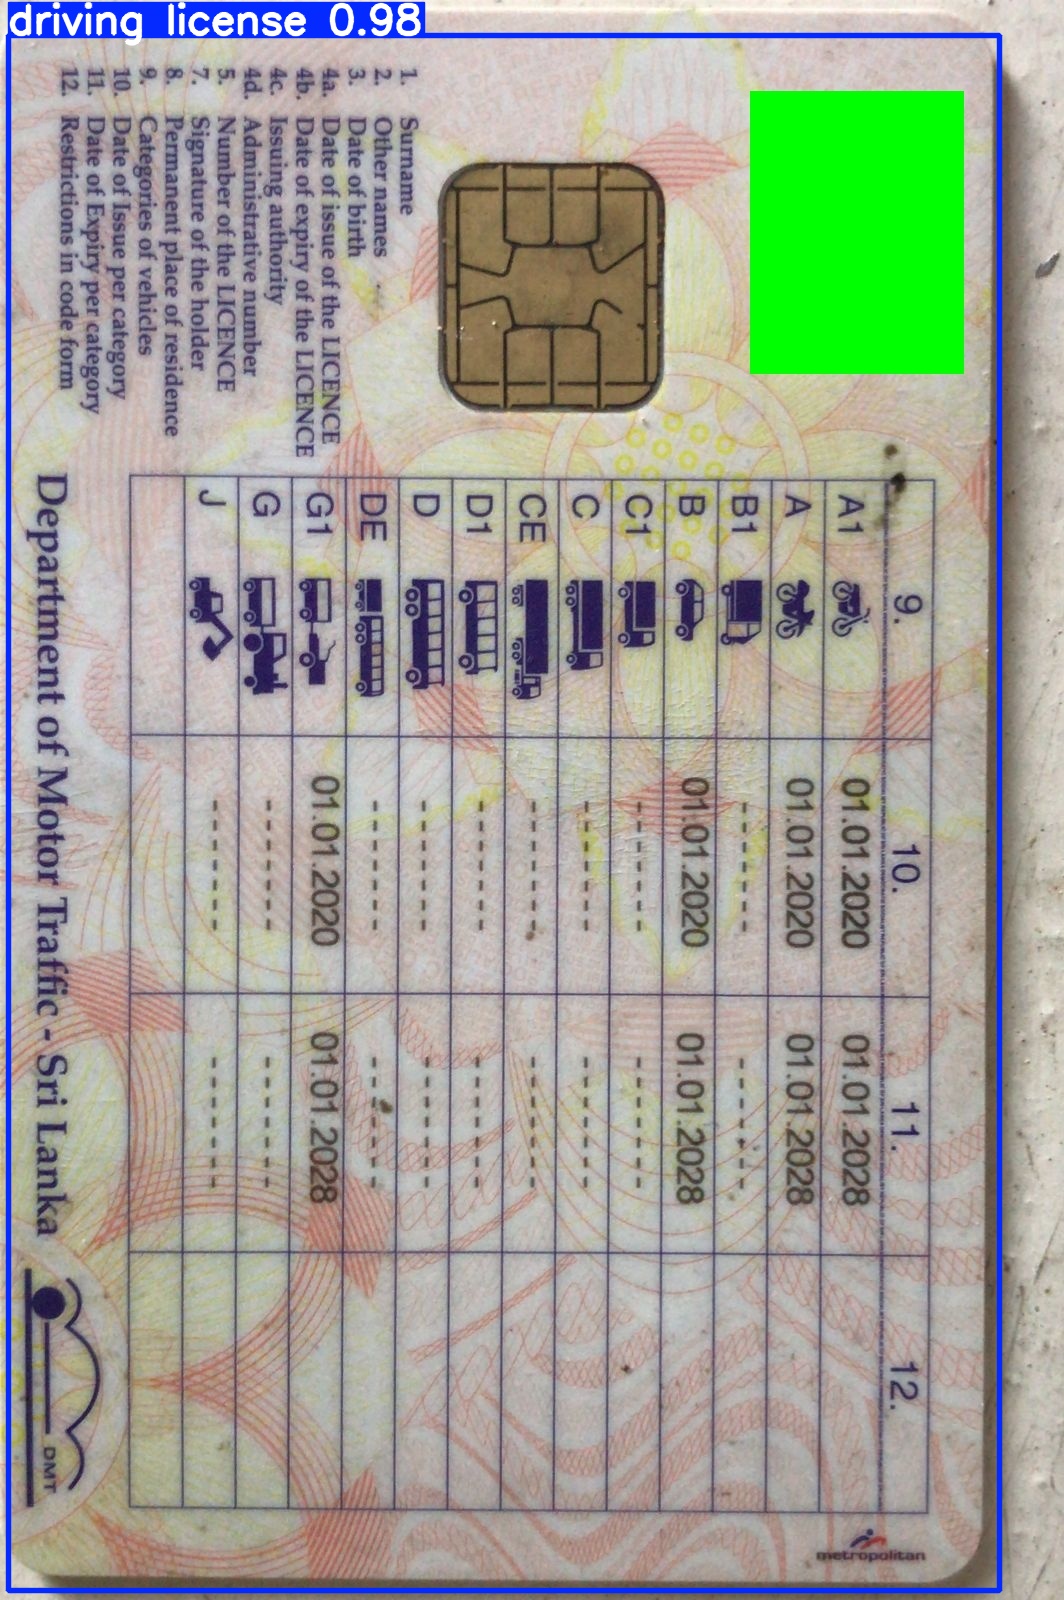 driving license 0.98
1. Surname
2. Other names
3. Date of birth
4a. Date of issue of the LICENCE
4b. Date of expiry of the LICENCE
4c. Issuing authority
4d. Administrative number
5. Number of the LICENCE
7. Signature of the holder
8. Permanent place of residence
9. Categories of vehicles
10. Date of Issue per category
11. Date of Expiry per category
12. Restrictions in code form
9. 10. 11. 12.
A1 01.01.2020 01.01.2028
A 01.01.2020 01.01.2028
B1 ------ ------
B 01.01.2020 01.01.2028
C1 ------ ------
C ------ ------
CE ------ ------
D1 ------ ------
D ------ ------
DE ------ ------
G1 01.01.2020 01.01.2028
G ------ ------
J ------ ------
Department of Motor Traffic - Sri Lanka
DMT
metropolitan